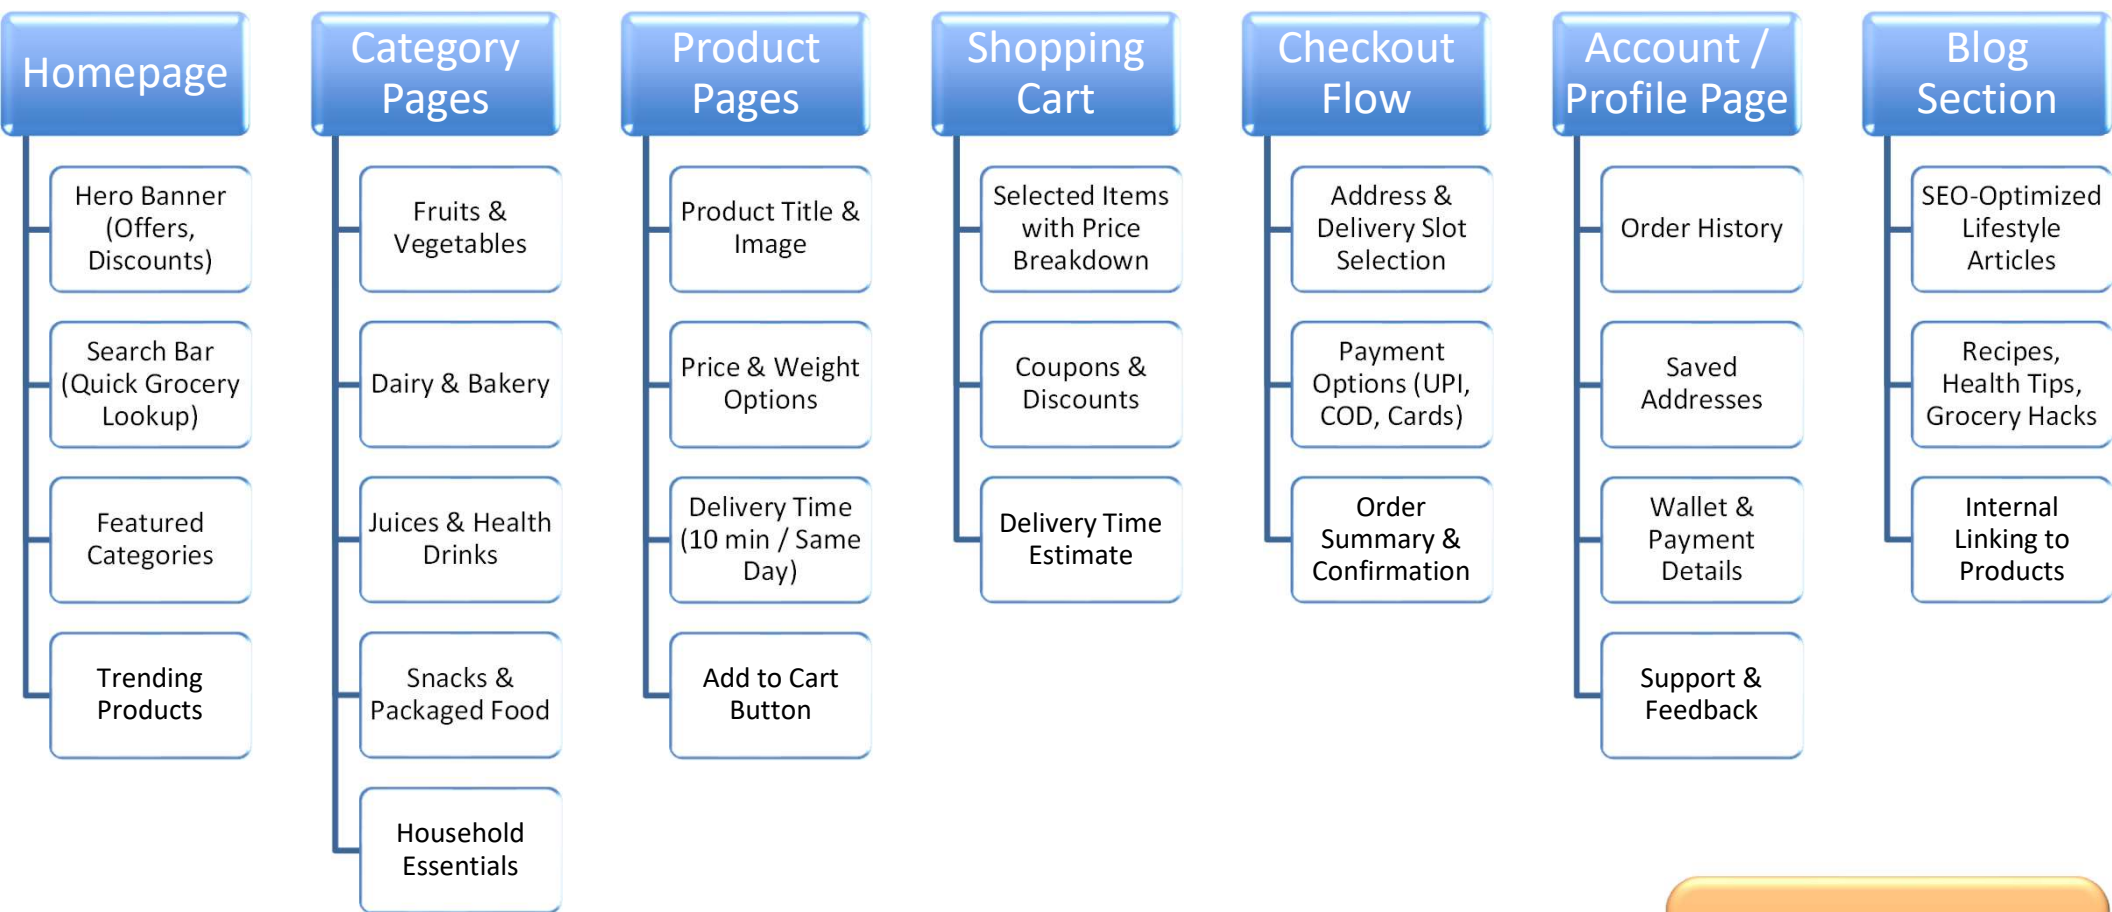 Homepage
Hero Banner
(Offers,
Discounts)
Search Bar
(Quick Grocery
Lookup)
Featured
Categories
Trending
Products
Category
Pages
Fruits &
Vegetables
Dairy & Bakery
Juices & Health
Drinks
Snacks &
Packaged Food
Household
Essentials
Product
Pages
Product Title &
Image
Price & Weight
Options
Delivery Time
(10 min / Same
Day)
Add to Cart
Button
Shopping
Cart
Selected Items
with Price
Breakdown
Coupons &
Discounts
Delivery Time
Estimate
Checkout
Flow
Address &
Delivery Slot
Selection
Payment
Options (UPI,
COD, Cards)
Order
Summary &
Confirmation
Account /
Profile Page
Order History
Saved
Addresses
Wallet &
Payment
Details
Support &
Feedback
Blog
Section
SEO-Optimized
Lifestyle
Articles
Recipes,
Health Tips,
Grocery Hacks
Internal
Linking to
Products